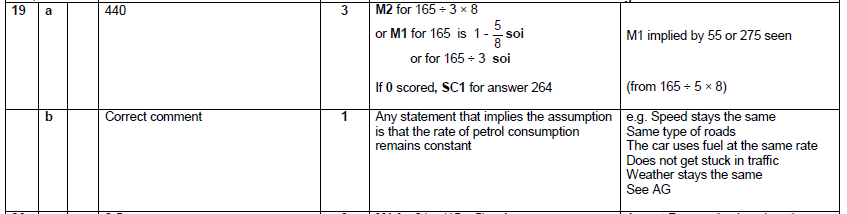 19 a 440 3 M2 for 165 ÷ 3 × 8
or M1 for 165 is 1 - 5/8 soi
or for 165 ÷ 3 soi
M1 implied by 55 or 275 seen
If 0 scored, SC1 for answer 264
(from 165 ÷ 5 × 8)
b Correct comment 1 Any statement that implies the assumption
is that the rate of petrol consumption
remains constant
e.g. Speed stays the same
Same type of roads
The car uses fuel at the same rate
Does not get stuck in traffic
Weather stays the same
See AG